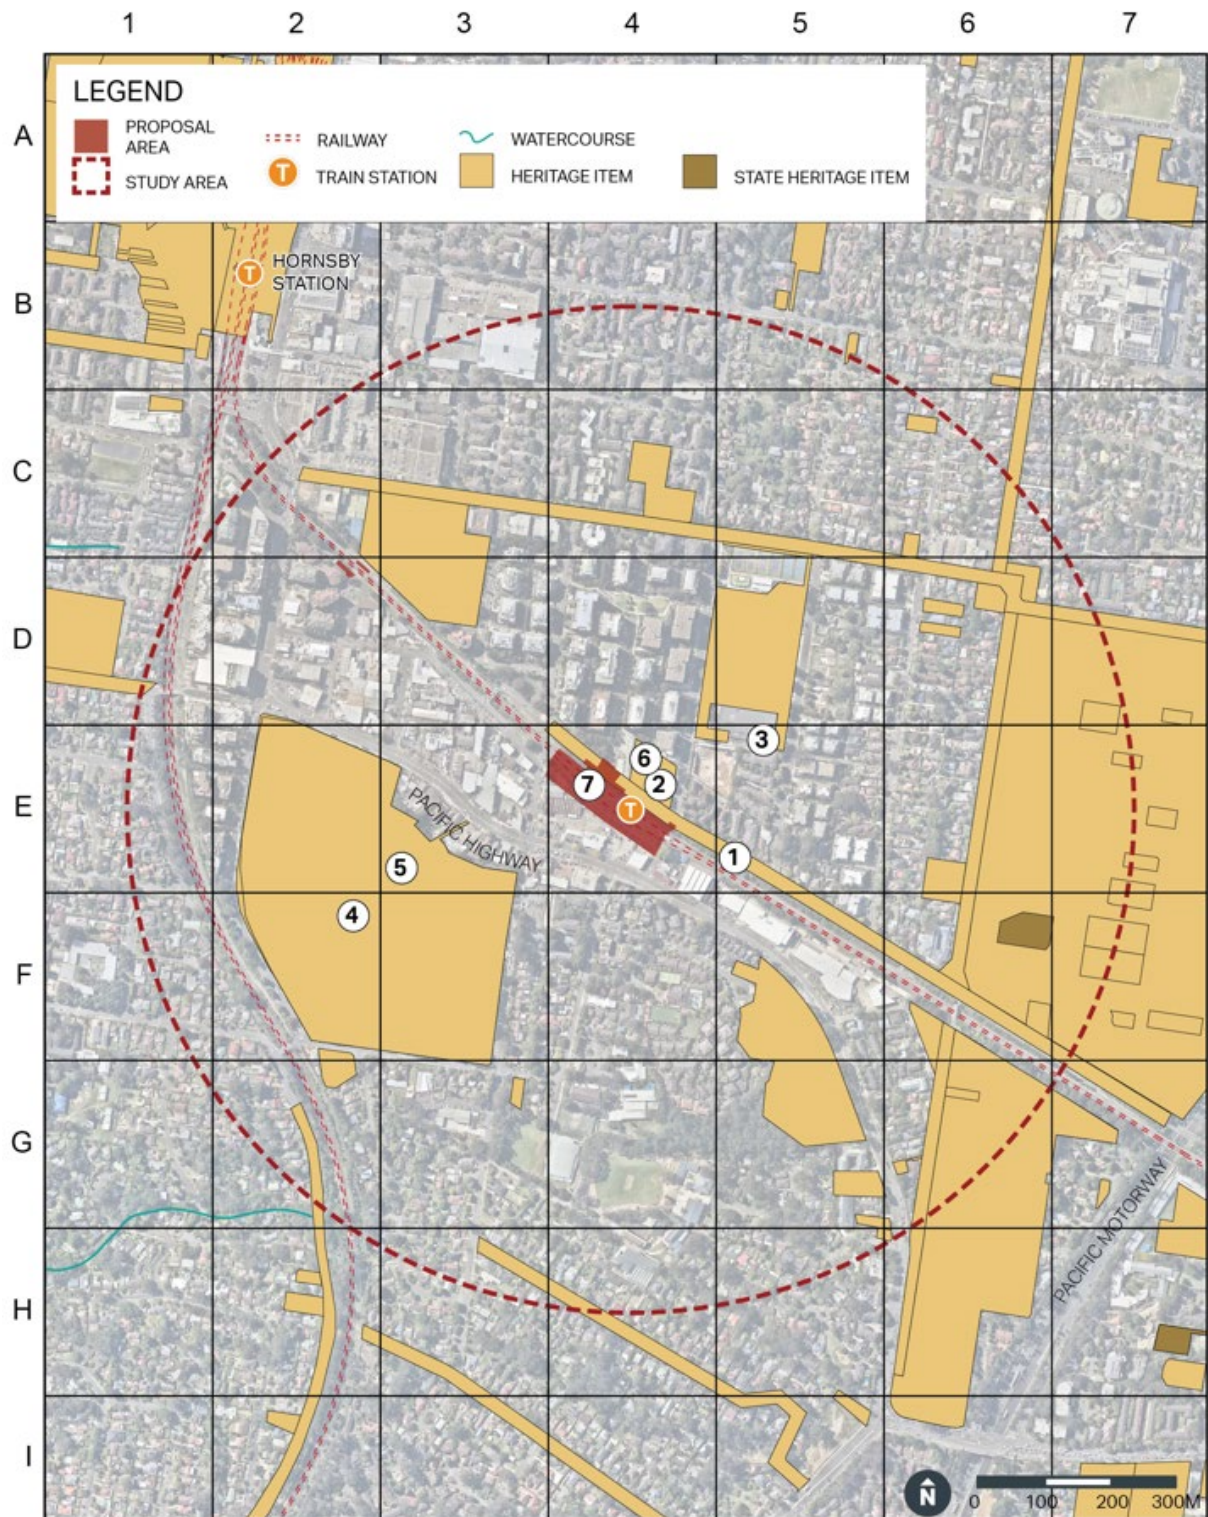 1 2 3 4 5 6 7
A
LEGEND
PROPOSAL
AREA
RAILWAY
WATERCOURSE
STUDY AREA
T
TRAIN STATION
HERITAGE ITEM
STATE HERITAGE ITEM
B
T
HORNSBY
STATION
C
D
E
3
6
7
2
T
PACIFIC HIGHWAY
1
5
F
4
G
PACIFIC MOTORWAY
H
I
N
0 100 200 300M